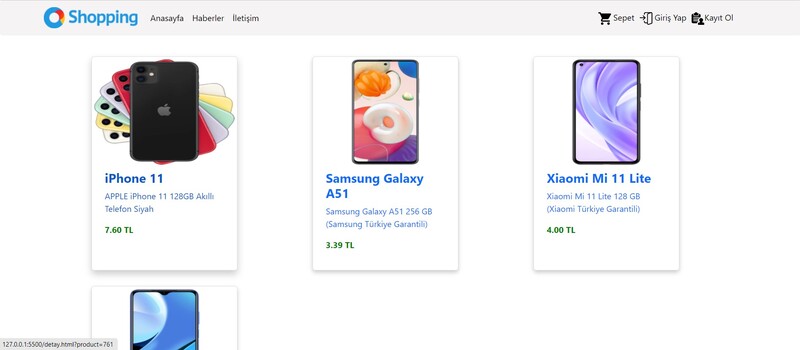 Shopping Anasayfa Haberler İletişim Sepet Giriş Yap Kayıt Ol
iPhone 11
APPLE iPhone 11 128GB Akıllı
Telefon Siyah
7.60 TL
Samsung Galaxy
A51
Samsung Galaxy A51 256 GB
(Samsung Türkiye Garantili)
3.39 TL
Xiaomi Mi 11 Lite
Xiaomi Mi 11 Lite 128 GB
(Xiaomi Türkiye Garantili)
4.00 TL
127.0.0.1:5500/detay.html?product=761